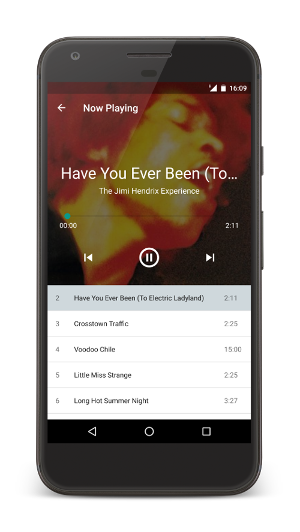 16:09
Now Playing
Have You Ever Been (To...
The Jimi Hendrix Experience
00:00 2:11
2 Have You Ever Been (To Electric Ladyland) 2:11
3 Crosstown Traffic 2:25
4 Voodoo Chile 15:00
5 Little Miss Strange 2:25
6 Long Hot Summer Night 3:27